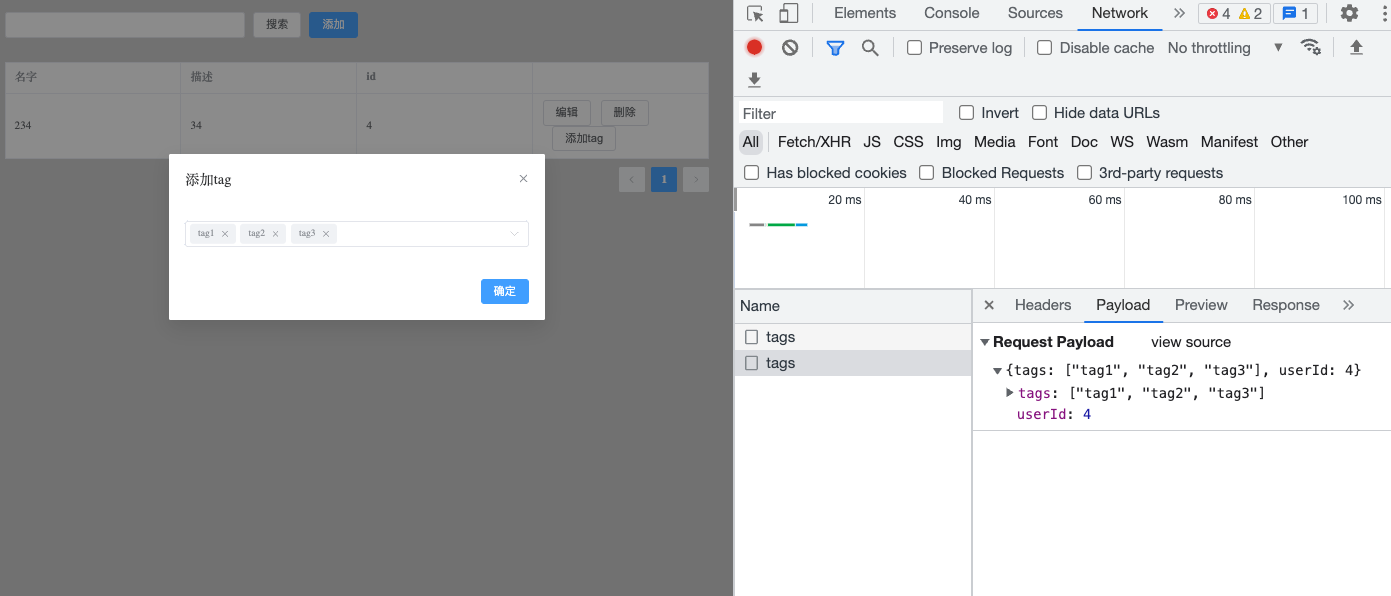 搜索 添加
名字 描述 id
234 34 4 编辑 删除
添加tag
1
添加tag
tag1 tag2 tag3
确定
Elements Console Sources Network 4 2 1
Preserve log Disable cache No throttling
Filter Invert Hide data URLs
All Fetch/XHR JS CSS Img Media Font Doc WS Wasm Manifest Other
Has blocked cookies Blocked Requests 3rd-party requests
20 ms 40 ms 60 ms 80 ms 100 ms
Name
tags
tags
Headers Payload Preview Response
Request Payload view source
{tags: ["tag1", "tag2", "tag3"], userId: 4}
tags: ["tag1", "tag2", "tag3"]
userId: 4